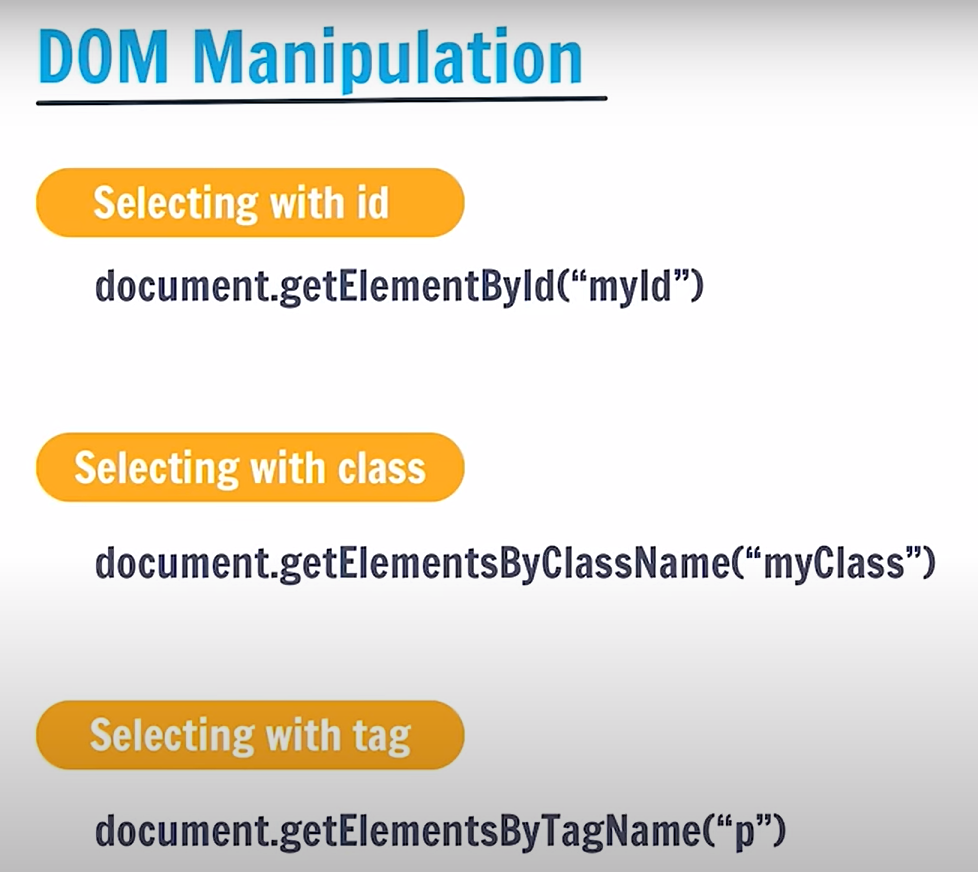 DOM Manipulation
Selecting with id
document.getElementById(“myId”)
Selecting with class
document.getElementsByClassName(“myClass”)
Selecting with tag
document.getElementsByTagName(“p”)